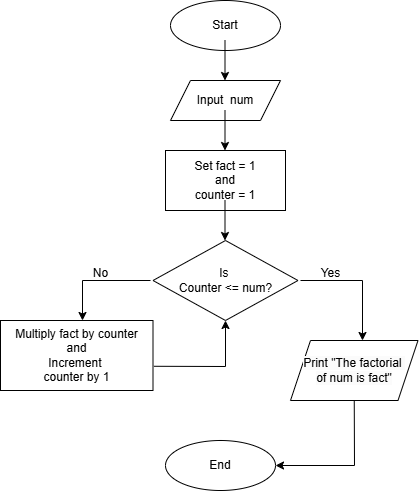 Start
Input num
Set fact = 1
and
counter = 1
Is
Counter <= num?
No
Yes
Multiply fact by counter
and
Increment
counter by 1
Print "The factorial
of num is fact"
End